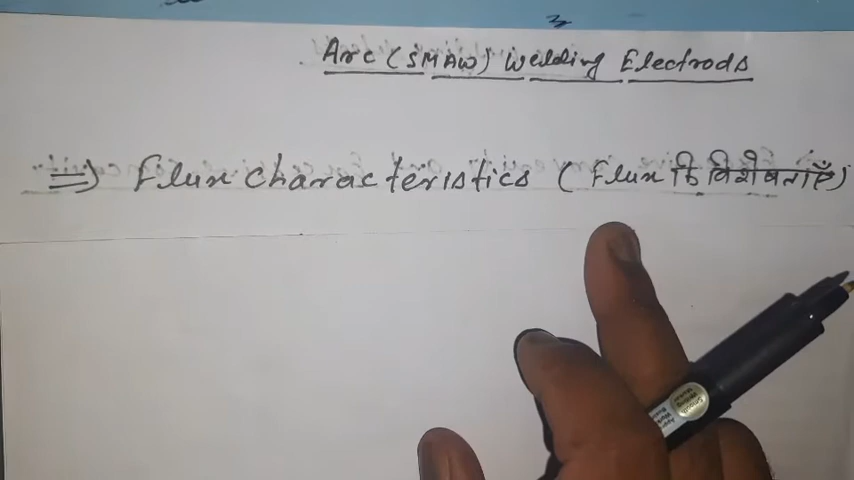 Arc (SMAW) Welding Electrods
=> Flux characteristics ( Flux कि विशेषताएँ )